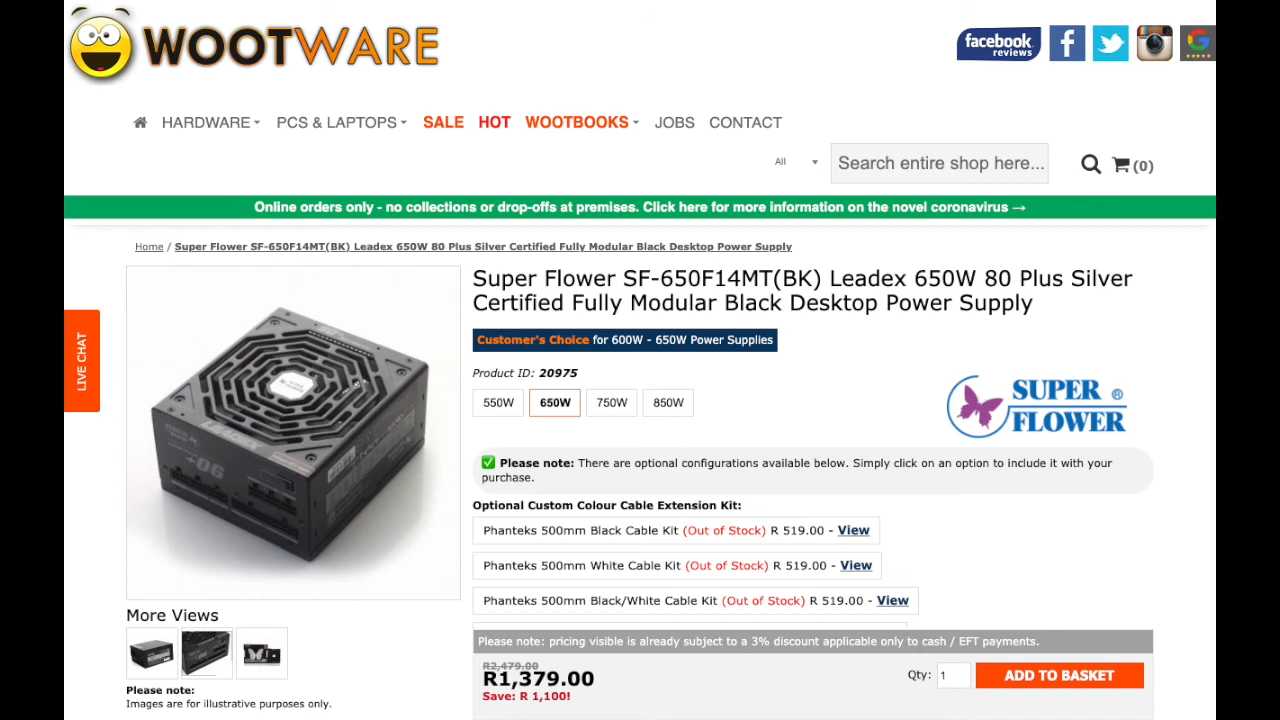 WOOTWARE
facebook
reviews
HARDWARE PCS & LAPTOPS SALE HOT WOOTBOOKS JOBS CONTACT
All
Search entire shop here...
(0)
Online orders only - no collections or drop-offs at premises. Click here for more information on the novel coronavirus →
Home / Super Flower SF-650F14MT(BK) Leadex 650W 80 Plus Silver Certified Fully Modular Black Desktop Power Supply
LIVE CHAT
Super Flower SF-650F14MT(BK) Leadex 650W 80 Plus Silver
Certified Fully Modular Black Desktop Power Supply
Customer's Choice for 600W - 650W Power Supplies
Product ID: 20975
550W 650W 750W 850W
SUPER ®
FLOWER
✅ Please note: There are optional configurations available below. Simply click on an option to include it with your
purchase.
Optional Custom Colour Cable Extension Kit:
Phanteks 500mm Black Cable Kit (Out of Stock) R 519.00 - View
Phanteks 500mm White Cable Kit (Out of Stock) R 519.00 - View
Phanteks 500mm Black/White Cable Kit (Out of Stock) R 519.00 - View
More Views
Please note:
Images are for illustrative purposes only.
Please note: pricing visible is already subject to a 3% discount applicable only to cash / EFT payments.
R2,479.00
R1,379.00
Save: R 1,100!
Qty: 1 ADD TO BASKET